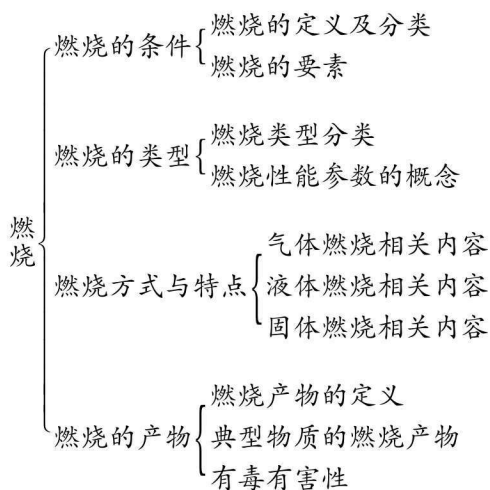 燃烧
燃烧的条件
燃烧的定义及分类
燃烧的要素
燃烧的类型
燃烧类型分类
燃烧性能参数的概念
燃烧方式与特点
气体燃烧相关内容
液体燃烧相关内容
固体燃烧相关内容
燃烧的产物
燃烧产物的定义
典型物质的燃烧产物
有毒有害性